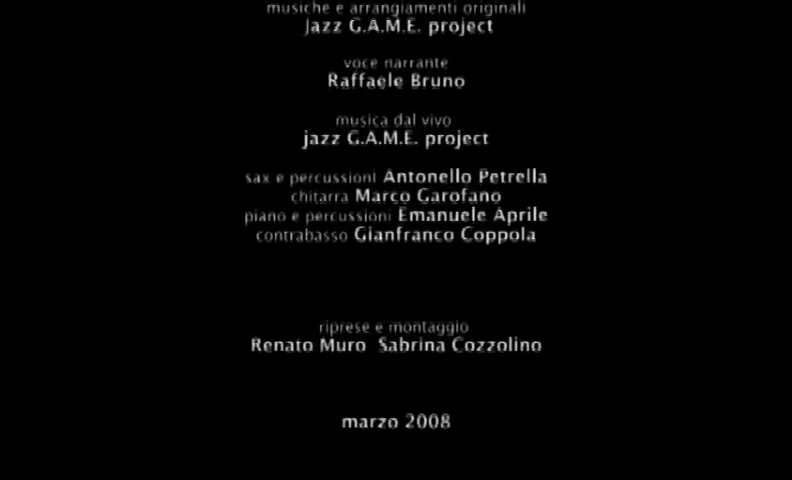 musiche e arrangiamenti originali
Jazz G.A.M.E. project
voce narrante
Raffaele Bruno
musica dal vivo
jazz G.A.M.E. project
sax e percussioni Antonello Petrella
chitarra Marco Garofano
piano e percussioni Emanuele Aprile
contrabasso Gianfranco Coppola
riprese e montaggio
Renato Muro Sabrina Cozzolino
marzo 2008